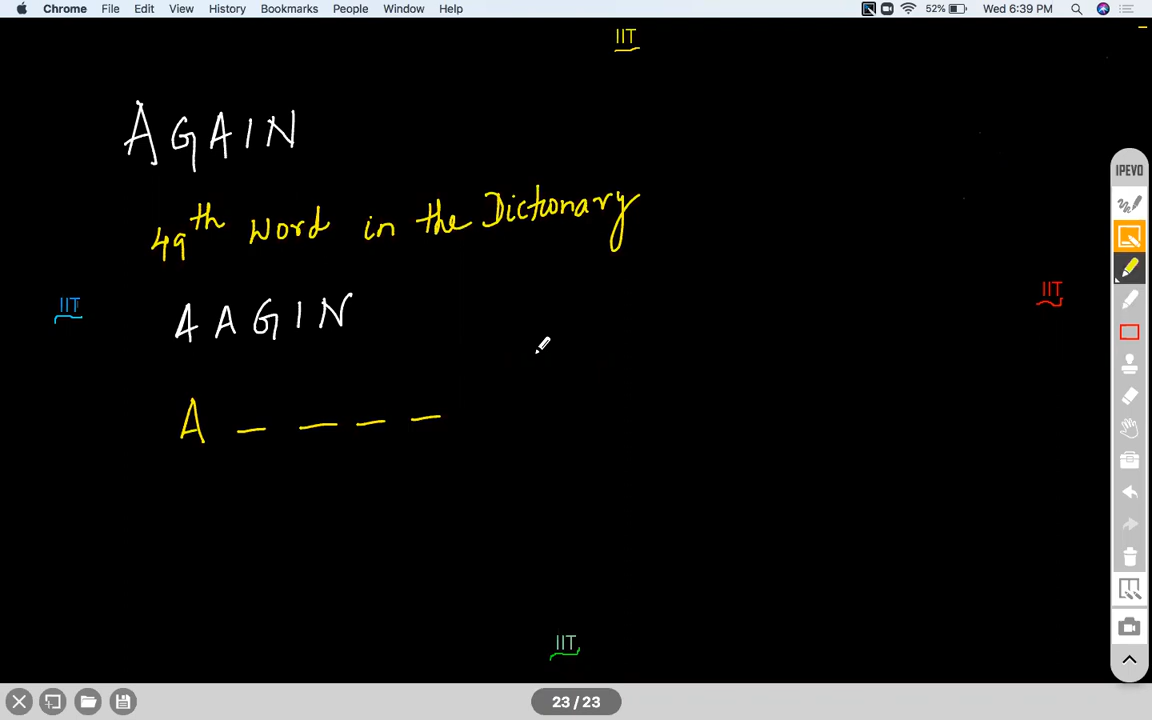 Chrome File Edit View History Bookmarks People Window Help 52% Wed 6:39 PM
IIT
AGAIN
IPEVO
49th Word in the Dictionary
IIT
IIT
AAGIN
A _ _ _ _
IIT
23 / 23